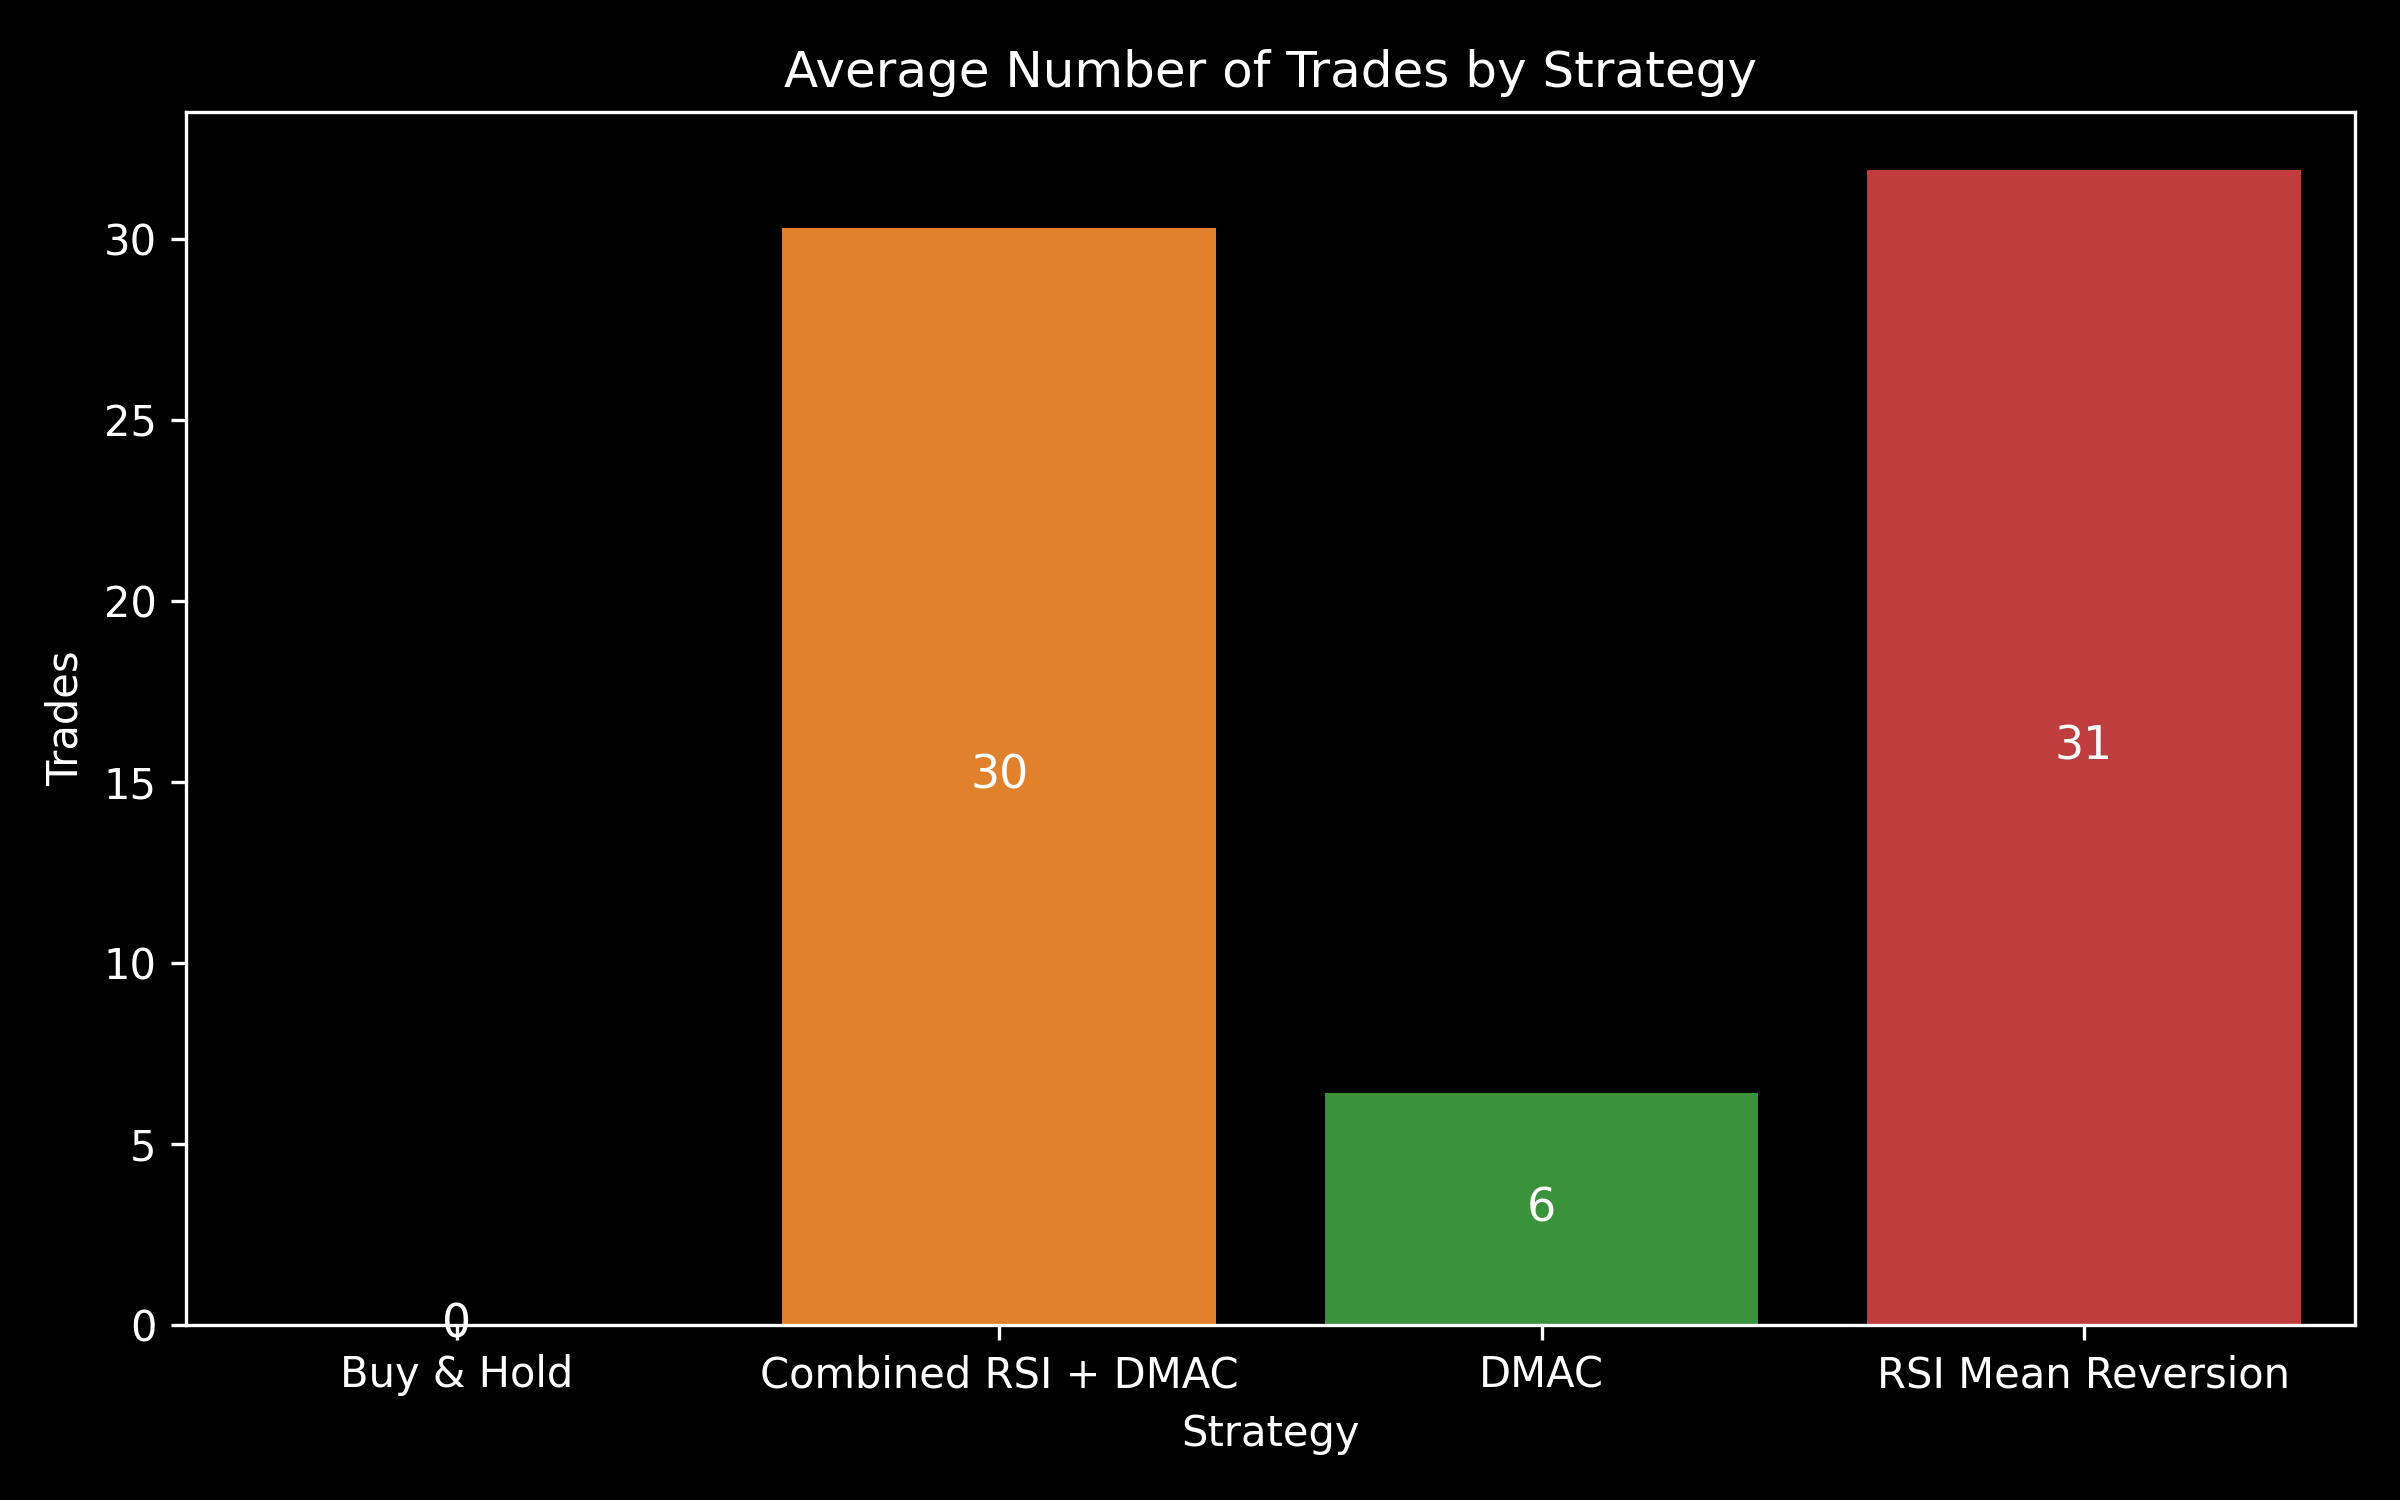 Average Number of Trades by Strategy
30
25
20
15
10
5
0
Trades
0
30
6
31
Buy & Hold
Combined RSI + DMAC
DMAC
RSI Mean Reversion
Strategy